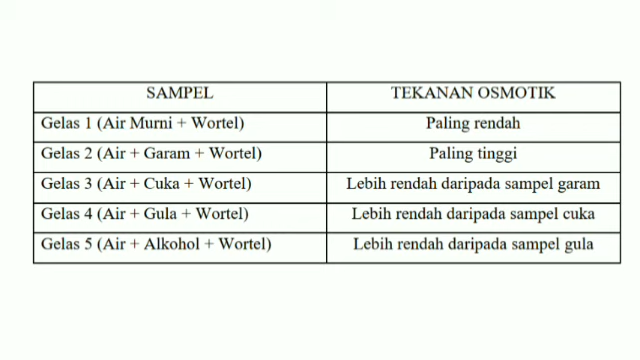 SAMPEL TEKANAN OSMOTIK
Gelas 1 (Air Murni + Wortel) Paling rendah
Gelas 2 (Air + Garam + Wortel) Paling tinggi
Gelas 3 (Air + Cuka + Wortel) Lebih rendah daripada sampel garam
Gelas 4 (Air + Gula + Wortel) Lebih rendah daripada sampel cuka
Gelas 5 (Air + Alkohol + Wortel) Lebih rendah daripada sampel gula